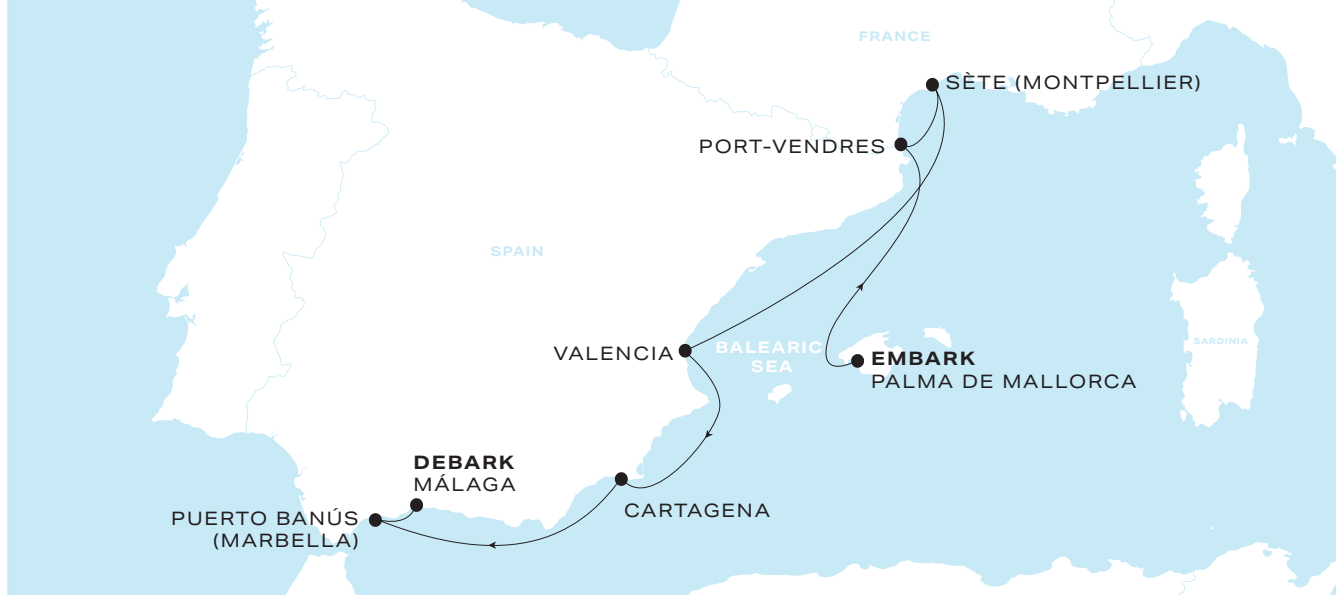 FRANCE
SÈTE (MONTPELLIER)
PORT-VENDRES
SPAIN
VALENCIA
BALEARIC
SEA
SARDINIA
EMBARK
PALMA DE MALLORCA
DEBARK
MÁLAGA
CARTAGENA
PUERTO BANÚS
(MARBELLA)